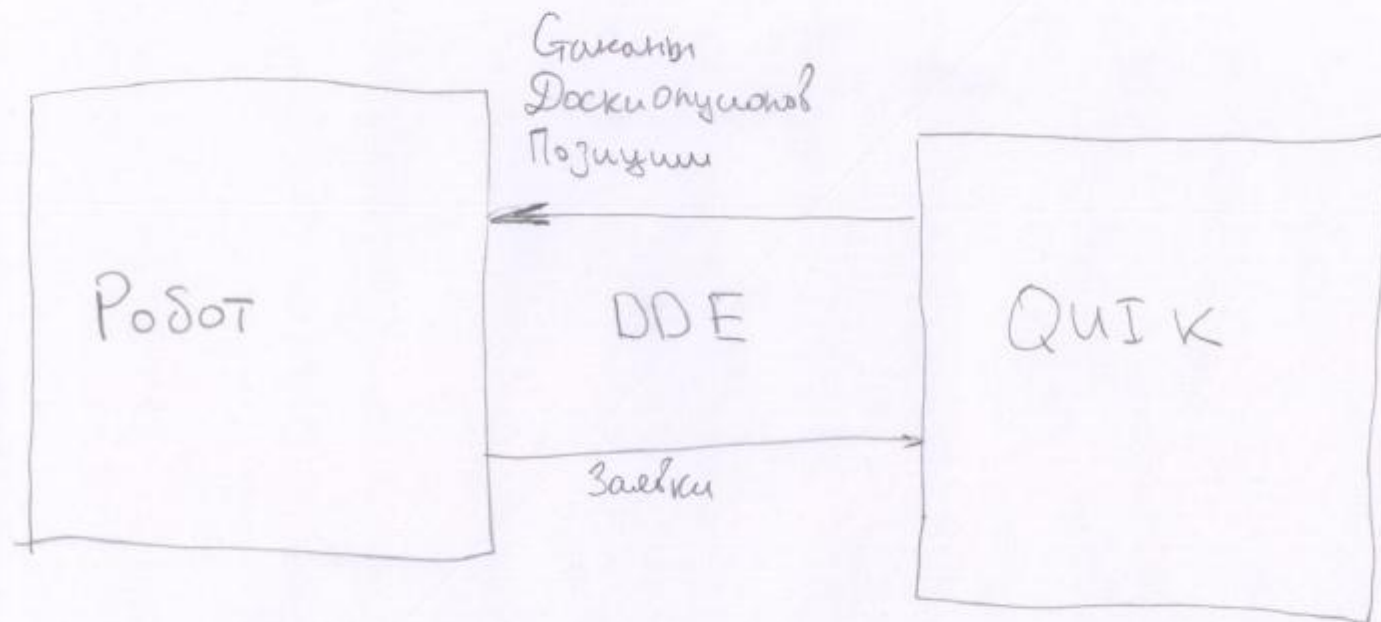 Стаканы
Доски опционов
Позиции
Робот
DDE
QUIK
Заявки